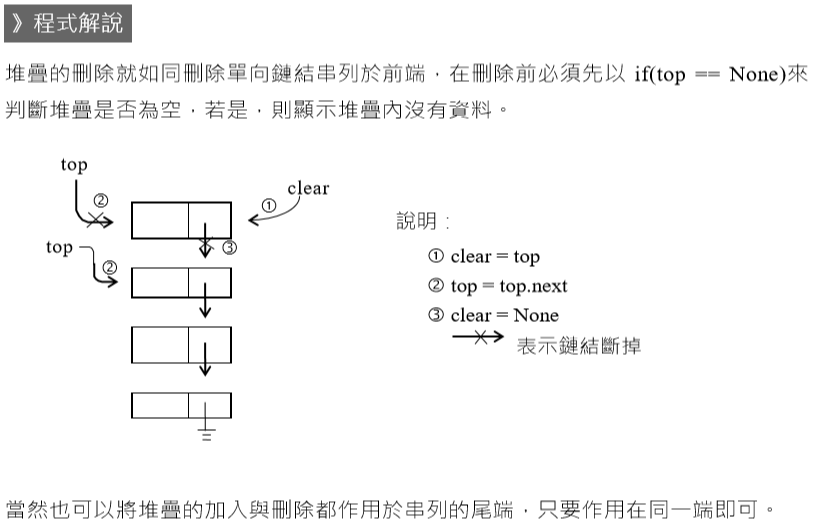 》程式解說
堆疊的刪除就如同刪除單向鏈結串列於前端，在刪除前必須先以 if(top == None)來
判斷堆疊是否為空，若是，則顯示堆疊內沒有資料。
top
②
①
clear
③
top
②
說明：
① clear = top
② top = top.next
③ clear = None
表示鏈結斷掉
當然也可以將堆疊的加入與刪除都作用於串列的尾端，只要作用在同一端即可。